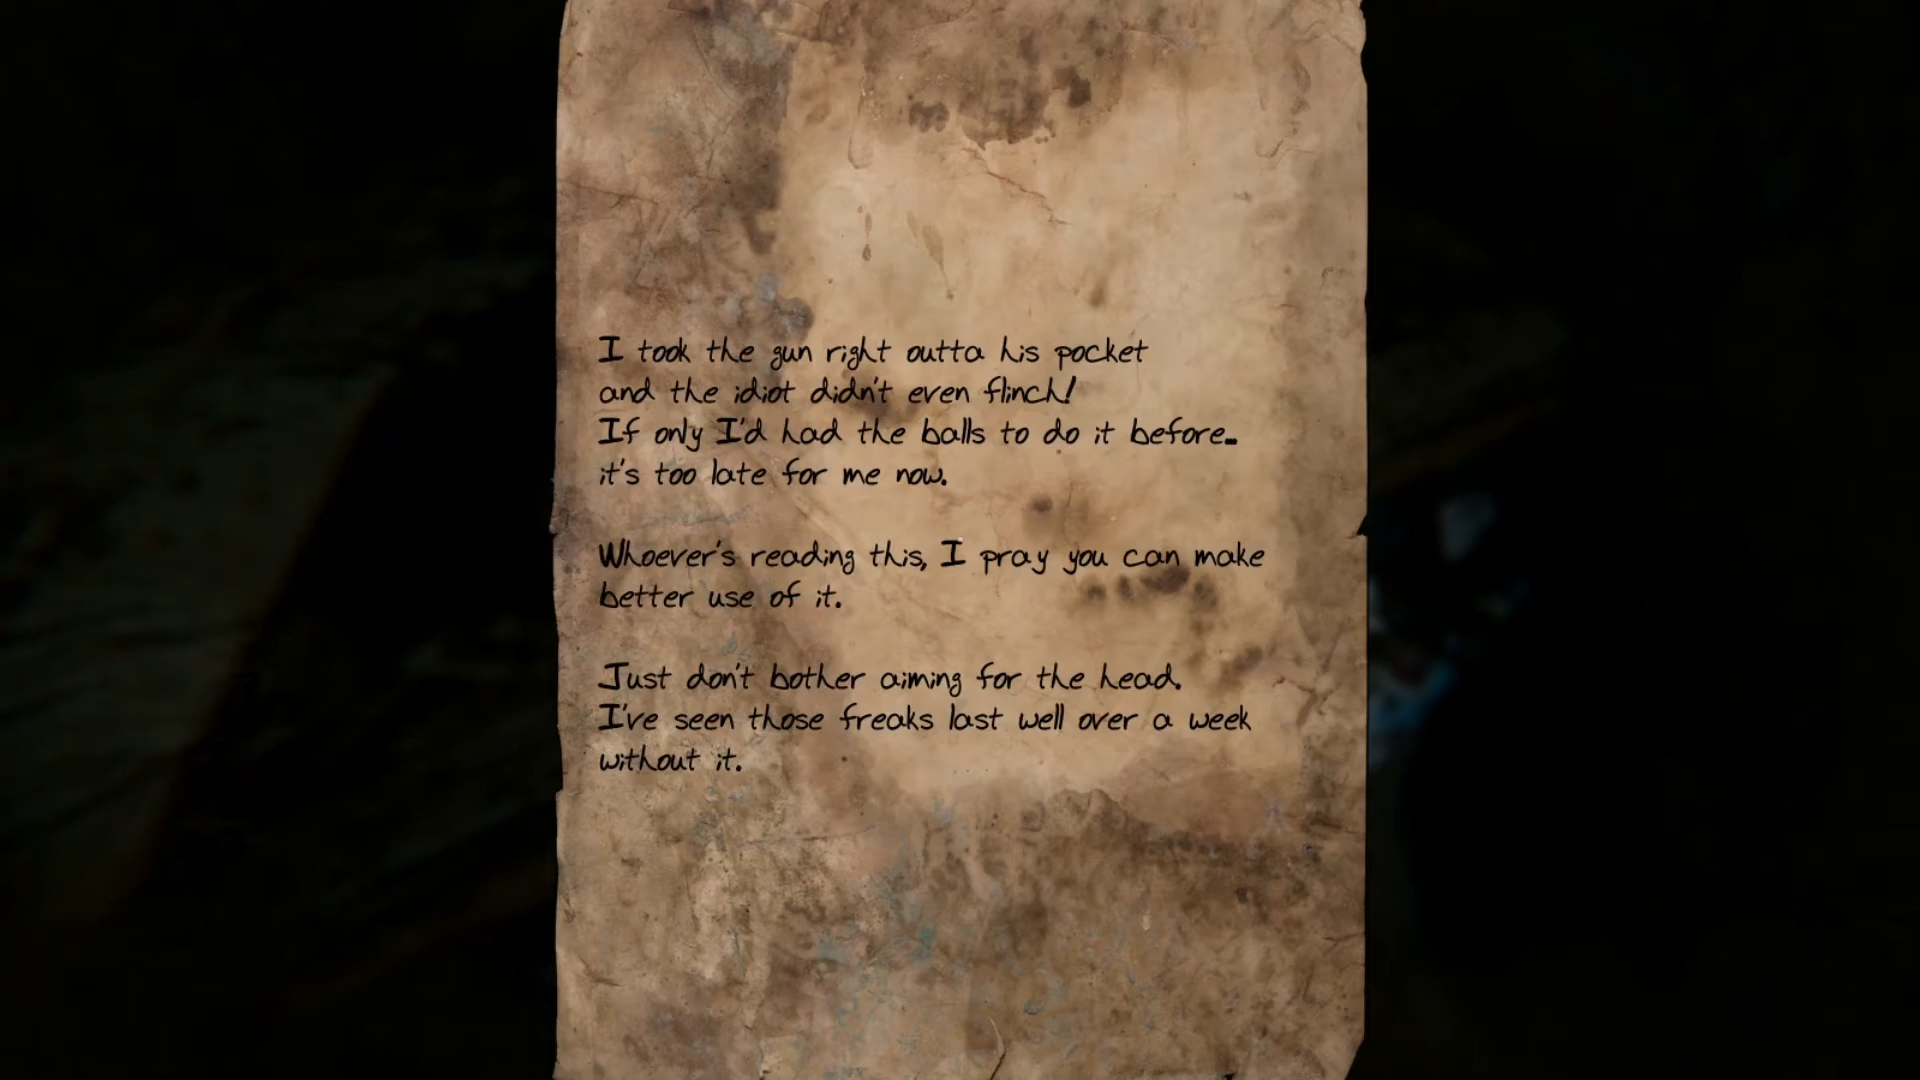 I took the gun right outta his pocket
and the idiot didn't even flinch!
If only I'd had the balls to do it before...
it's too late for me now.
Whoever's reading this, I pray you can make
better use of it.
Just don't bother aiming for the head.
I've seen those freaks last well over a week
without it.